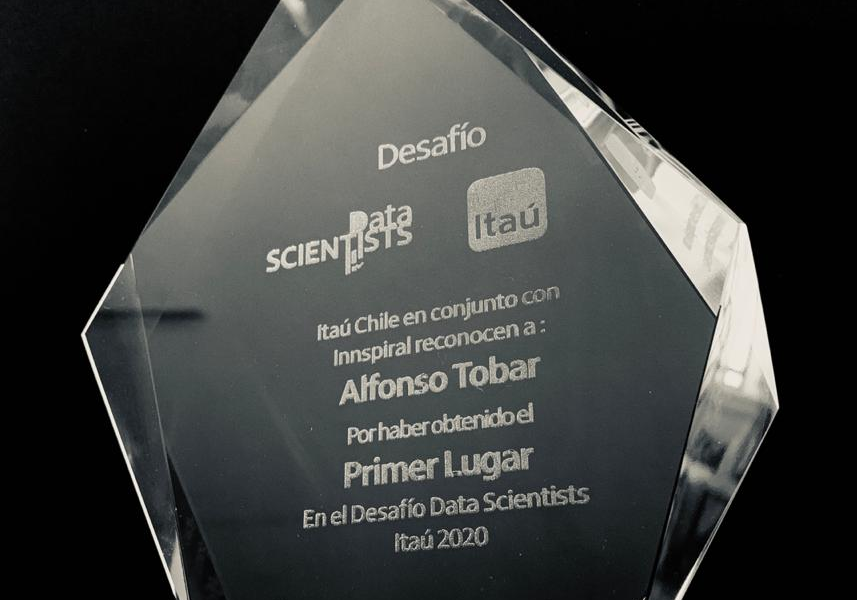 Desafío
Data
SCIENTISTS
Itaú
Itaú Chile en conjunto con
Innspiral reconocen a :
Alfonso Tobar
Por haber obtenido el
Primer Lugar
En el Desafío Data Scientists
Itaú 2020